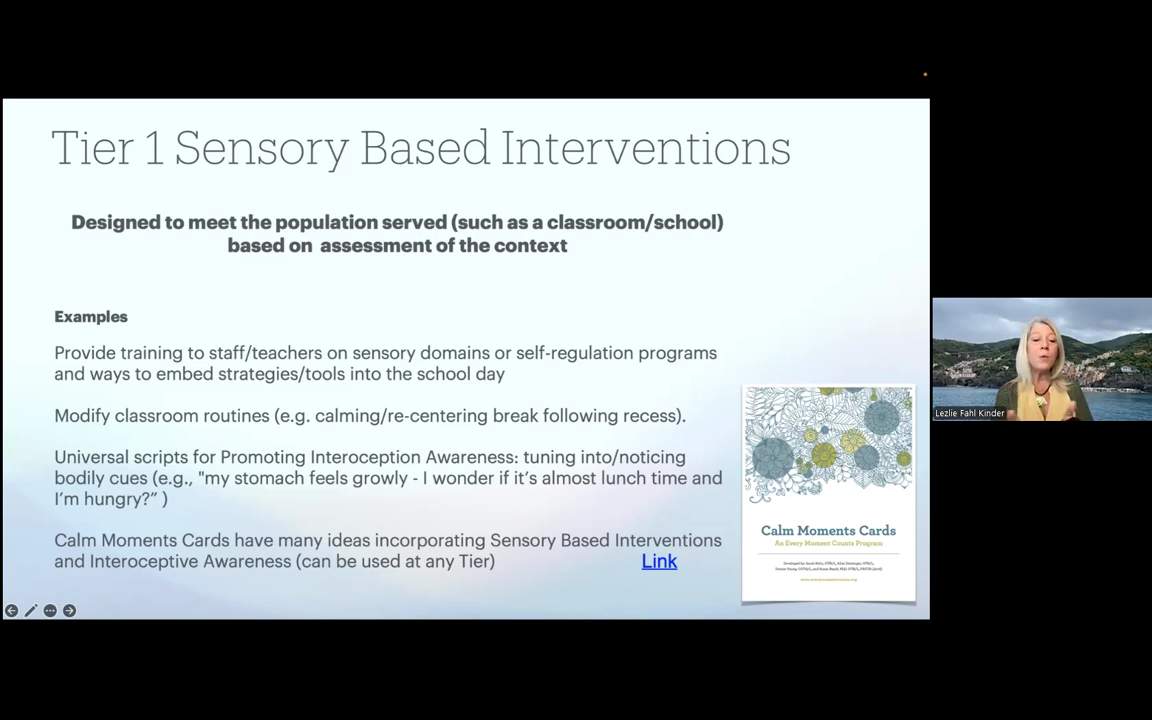 Tier 1 Sensory Based Interventions
Designed to meet the population served (such as a classroom/school)
based on assessment of the context
Examples
Provide training to staff/teachers on sensory domains or self-regulation programs
and ways to embed strategies/tools into the school day
Modify classroom routines (e.g. calming/re-centering break following recess).
Universal scripts for Promoting Interoception Awareness: tuning into/noticing
bodily cues (e.g., "my stomach feels growly - I wonder if it’s almost lunch time and
I’m hungry?” )
Calm Moments Cards have many ideas incorporating Sensory Based Interventions
and Interoceptive Awareness (can be used at any Tier)
Link
Calm Moments Cards
An Every Moment Counts Program
www.everymomentcounts.org
Lezlie Fahl Kinder